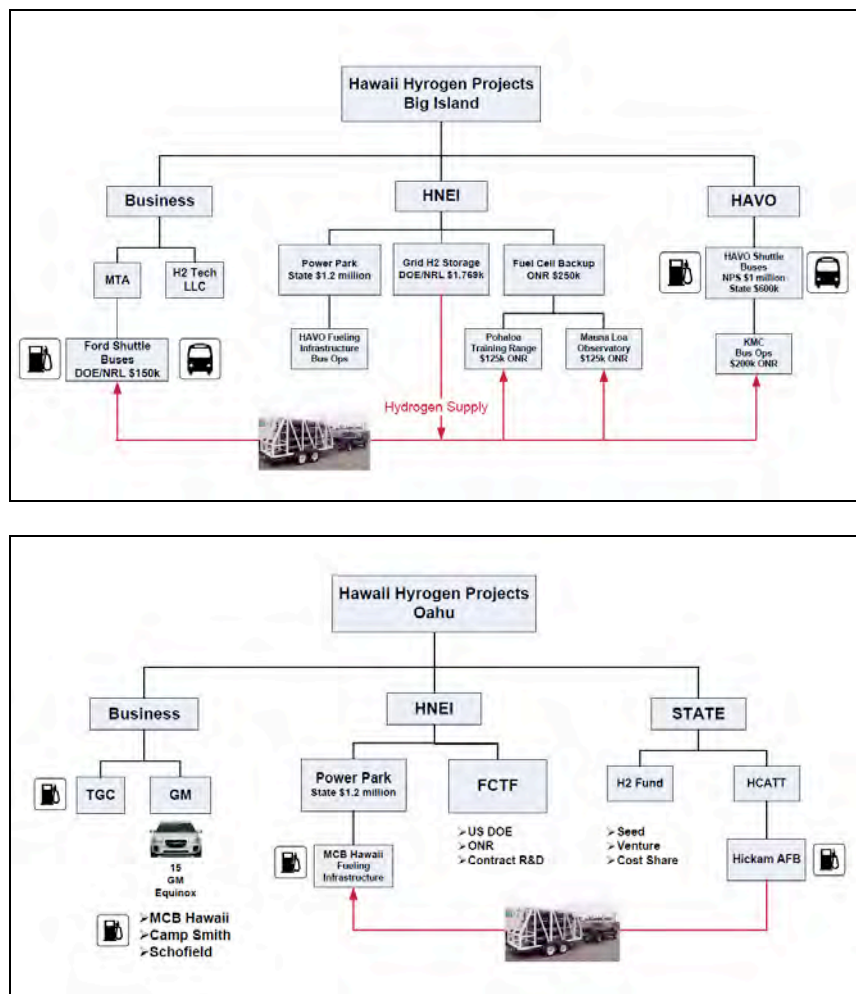 Hawaii Hyrogen Projects
Big Island
Business
HNEI
HAVO
MTA
H2 Tech
LLC
Power Park
State $1.2 million
Grid H2 Storage
DOE/NRL $1,769k
Fuel Cell Backup
ONR $250k
HAVO Shuttle
Buses
NPS $1 million
State $600k
Ford Shuttle
Buses
DOE/NRL $150k
HAVO Fueling
Infrastructure
Bus Ops
Pohaloa
Training Range
$125k ONR
Mauna Loa
Observatory
$125k ONR
KMC
Bus Ops
$200k ONR
Hydrogen Supply
Hawaii Hyrogen Projects
Oahu
Business
HNEI
STATE
TGC
GM
Power Park
State $1.2 million
FCTF
H2 Fund
HCATT
15
GM
Equinox
MCB Hawaii
Fueling
Infrastructure
➢US DOE
➢ONR
➢Contract R&D
➢Seed
➢Venture
➢Cost Share
Hickam AFB
➢MCB Hawaii
➢Camp Smith
➢Schofield